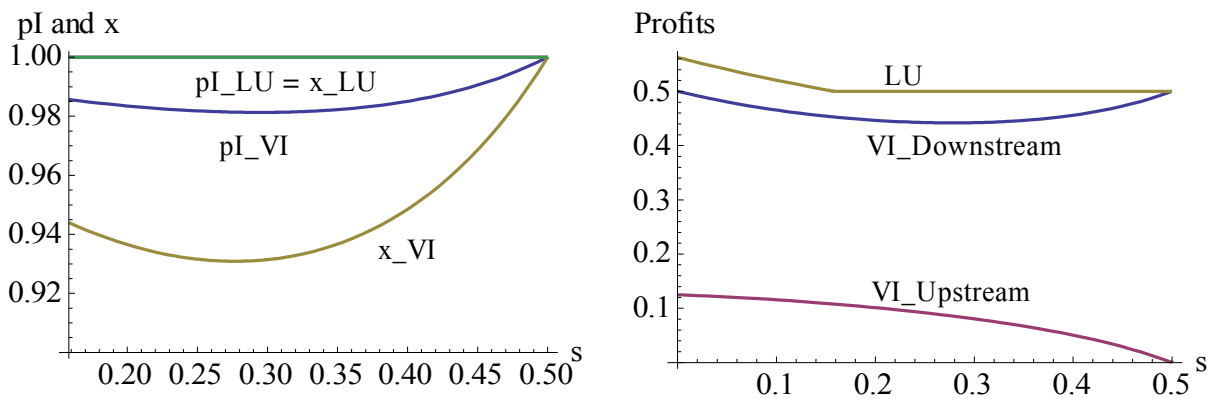 pI and x
1.00
0.98
0.96
0.94
0.92
pI_LU = x_LU
pI_VI
x_VI
0.20 0.25 0.30 0.35 0.40 0.45 0.50
s
Profits
0.5
0.4
0.3
0.2
0.1
LU
VI_Downstream
VI_Upstream
0.1 0.2 0.3 0.4 0.5
s